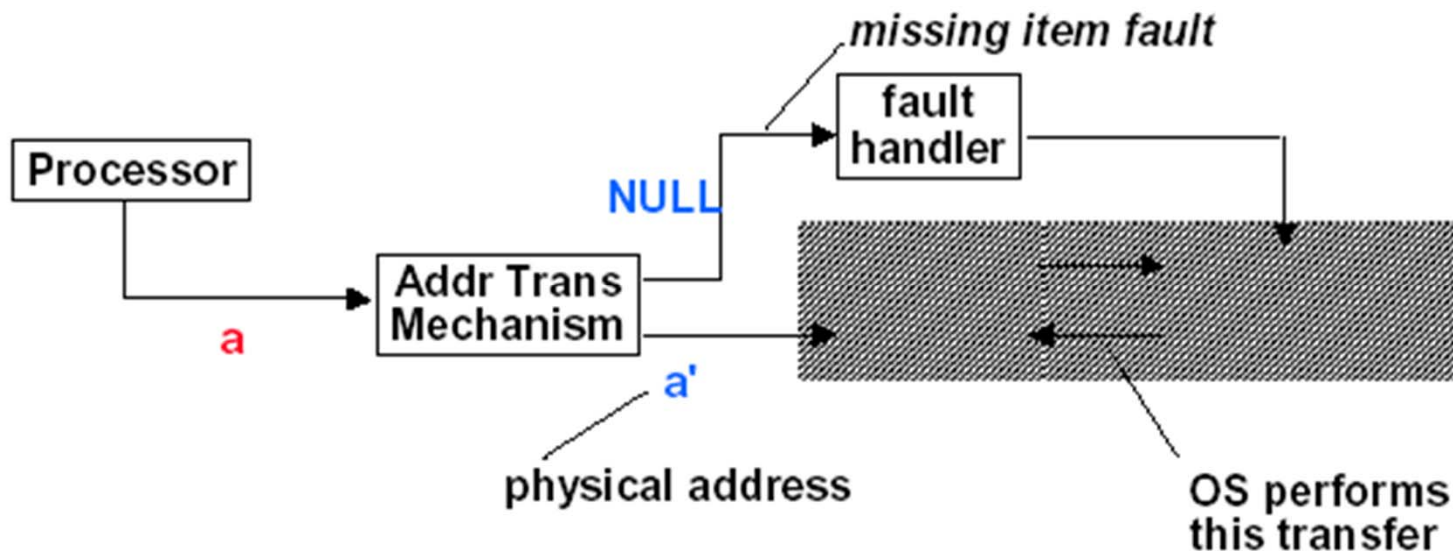 missing item fault
fault
handler
Processor
NULL
Addr Trans
Mechanism
a
a'
physical address
OS performs
this transfer